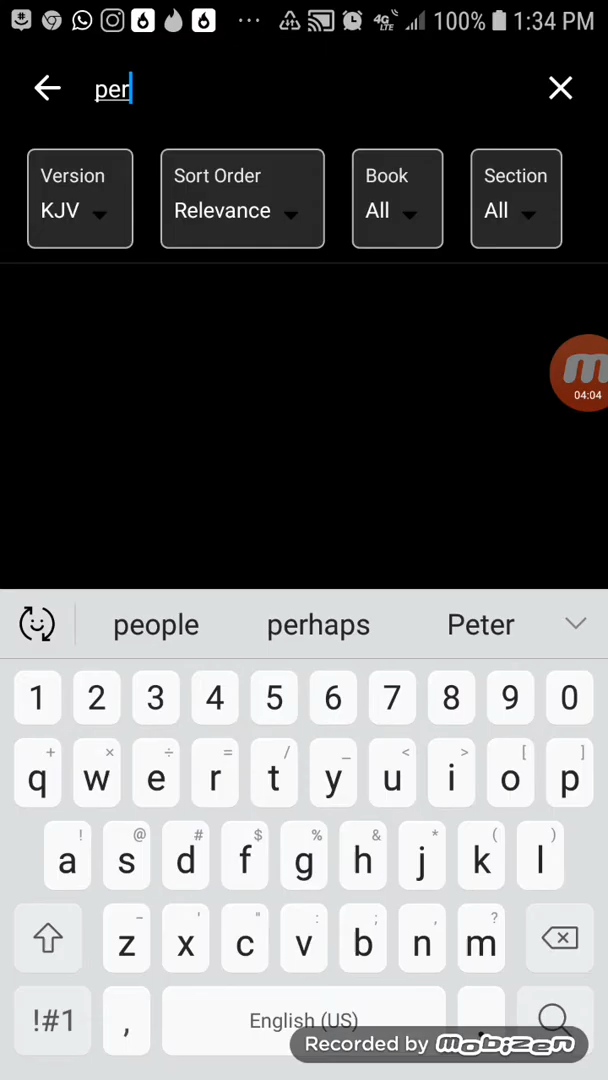 100% 1:34 PM
per
Version Sort Order Book Section
KJV Relevance All All
04:04
people perhaps Peter
1 2 3 4 5 6 7 8 9 0
+ × ÷ = / _ < > [ ]
q w e r t y u i o p
! @ # $ % & * ( )
a s d f g h j k l
- ' " : ; , ?
z x c v b n m
!#1 , English (US) .
Recorded by mobizen